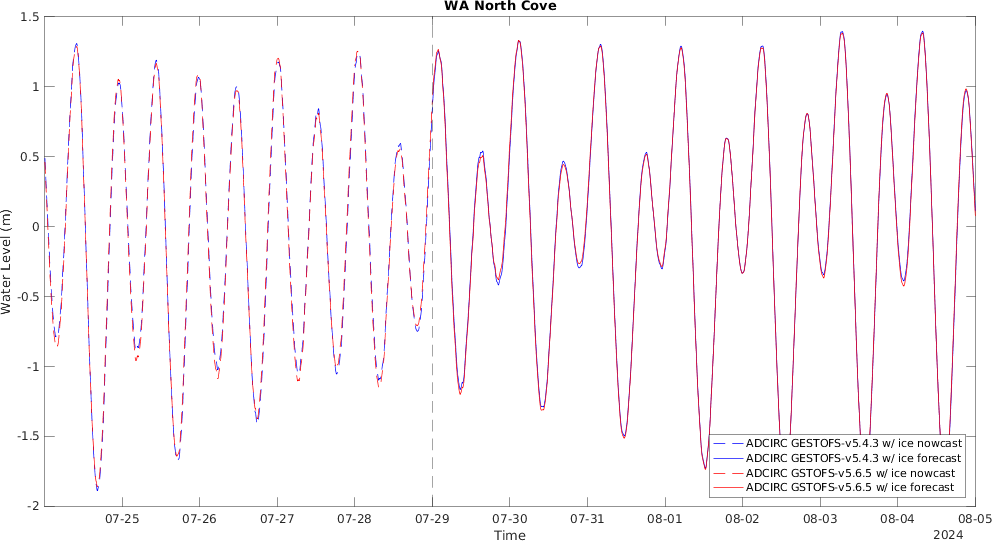 WA North Cove
1.5
1
0.5
0
-0.5
-1
-1.5
-2
Water Level (m)
07-25 07-26 07-27 07-28 07-29 07-30 07-31 08-01 08-02 08-03 08-04 08-05
Time
2024
ADCIRC GESTOFS-v5.4.3 w/ ice nowcast
ADCIRC GESTOFS-v5.4.3 w/ ice forecast
ADCIRC GSTOFS-v5.6.5 w/ ice nowcast
ADCIRC GSTOFS-v5.6.5 w/ ice forecast